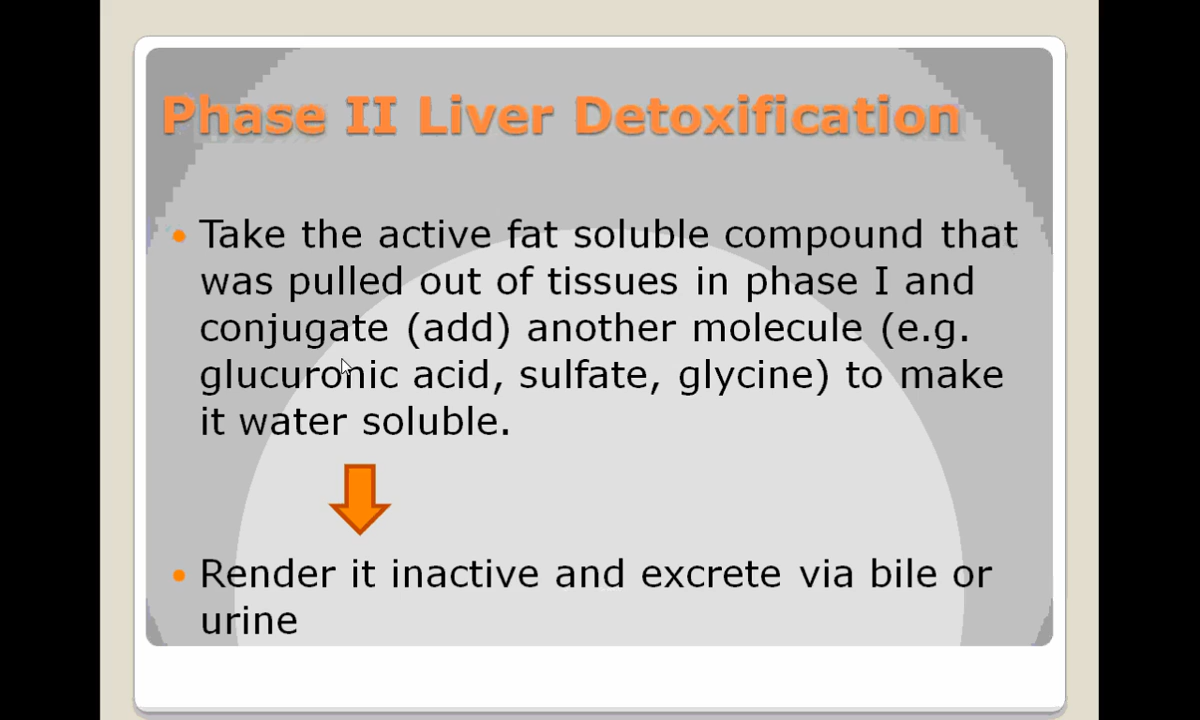 Phase II Liver Detoxification
• Take the active fat soluble compound that
was pulled out of tissues in phase I and
conjugate (add) another molecule (e.g.
glucuronic acid, sulfate, glycine) to make
it water soluble.
• Render it inactive and excrete via bile or
urine